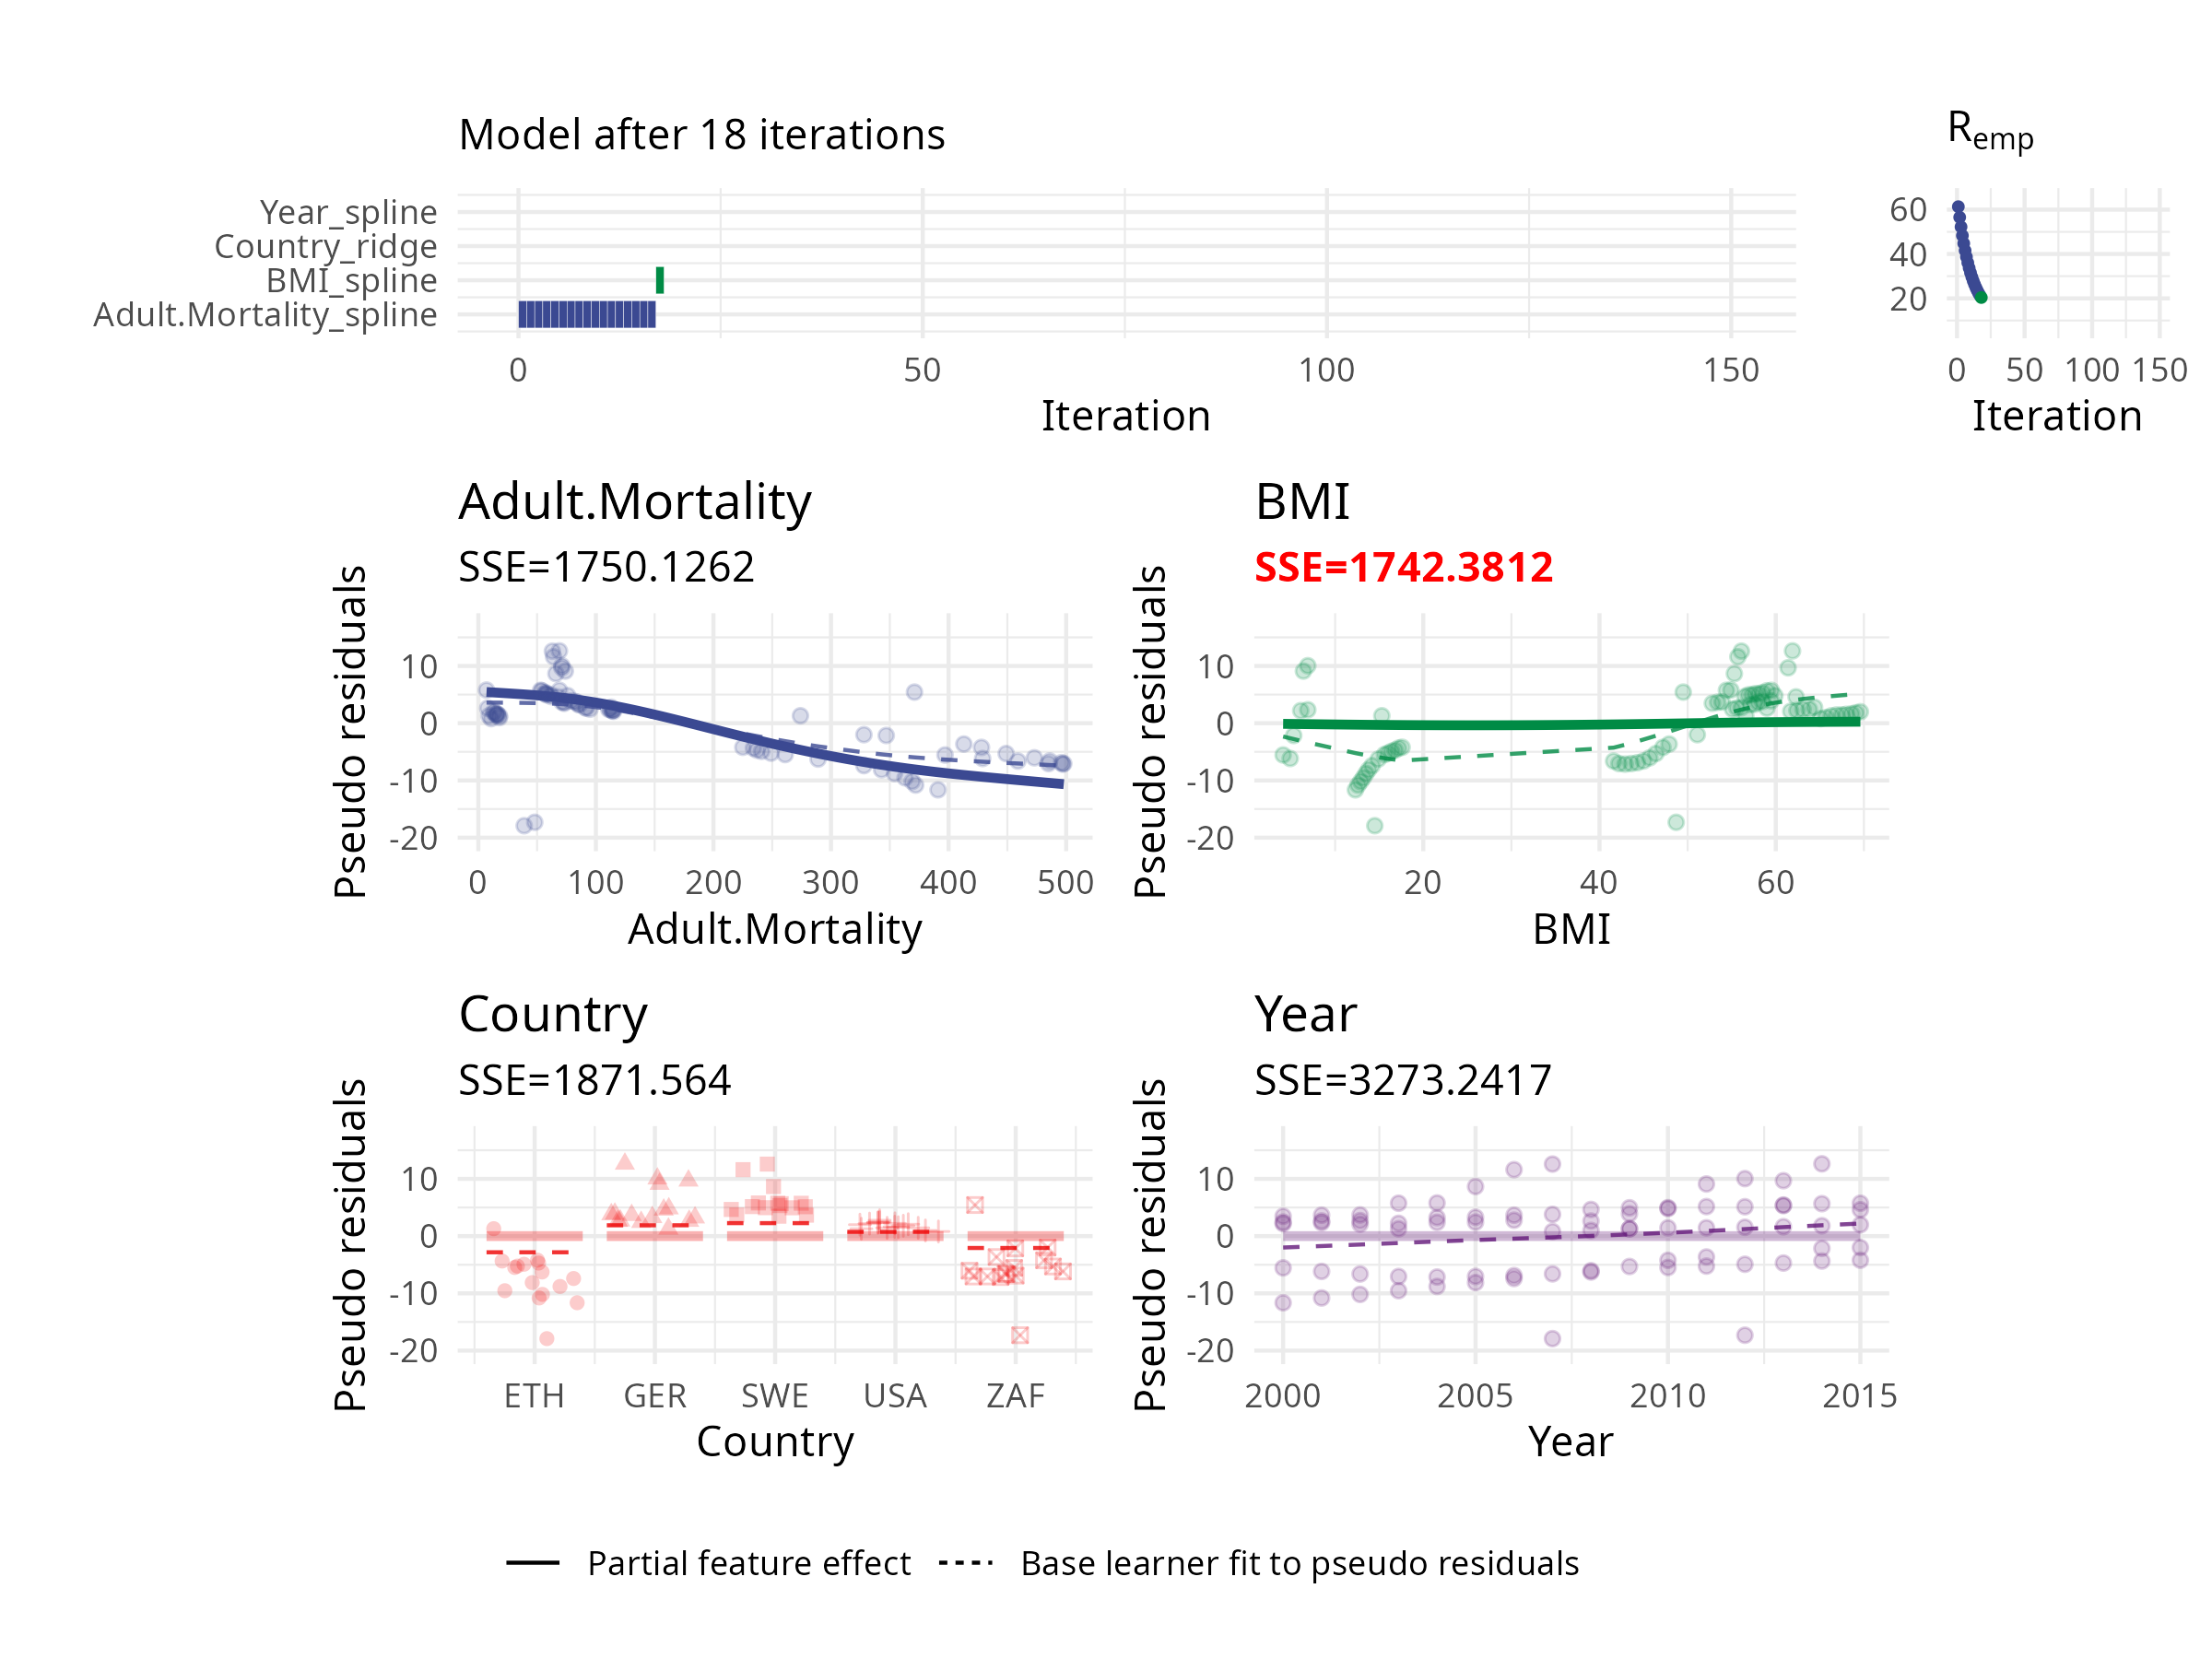 Model after 18 iterations
R_emp
Year_spline
Country_ridge
BMI_spline
Adult.Mortality_spline
0 50 100 150
Iteration
60
40
20
0 50 100 150
Iteration
Adult.Mortality
SSE=1750.1262
Pseudo residuals
10
0
-10
-20
0 100 200 300 400 500
Adult.Mortality
BMI
SSE=1742.3812
Pseudo residuals
10
0
-10
-20
20 40 60
BMI
Country
SSE=1871.564
Pseudo residuals
10
0
-10
-20
ETH GER SWE USA ZAF
Country
Year
SSE=3273.2417
Pseudo residuals
10
0
-10
-20
2000 2005 2010 2015
Year
Partial feature effect Base learner fit to pseudo residuals